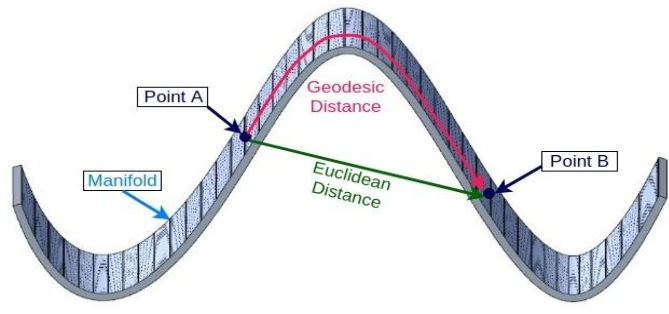 Point A
Geodesic
Distance
Point B
Manifold
Euclidean
Distance